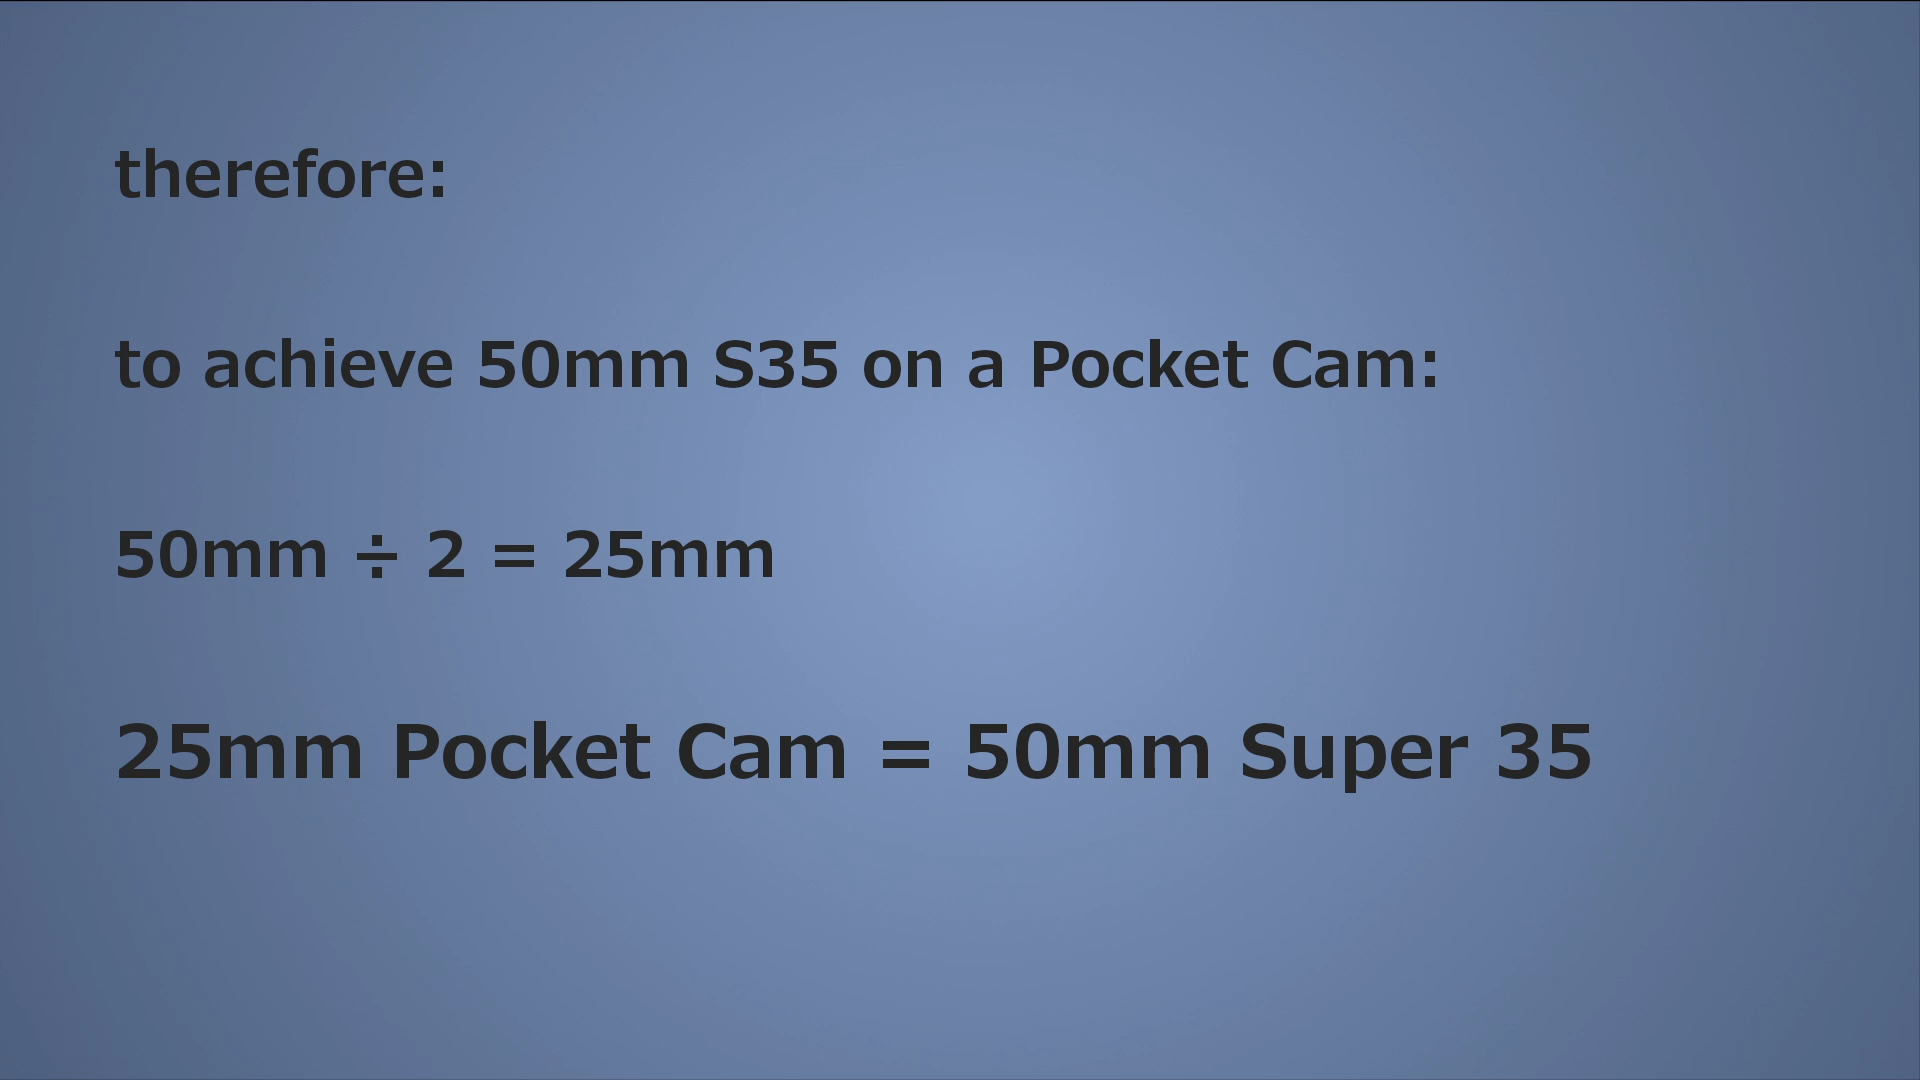 therefore:
to achieve 50mm S35 on a Pocket Cam:
50mm ÷ 2 = 25mm
25mm Pocket Cam = 50mm Super 35